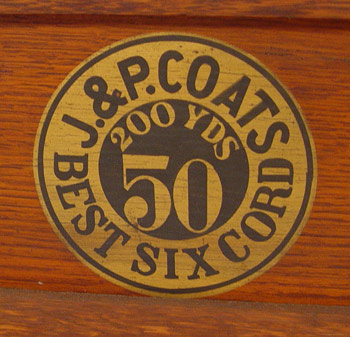 J.&P.COATS
200 YDS
50
BEST SIX CORD